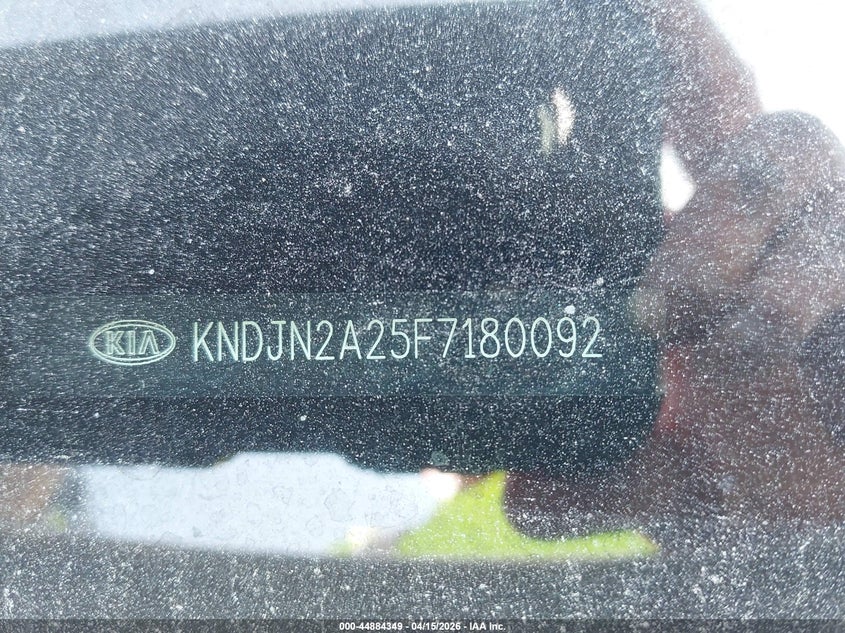 KIA KNDJN2A25F7180092
000-44884349 - 04/15/2026 - IAA Inc.